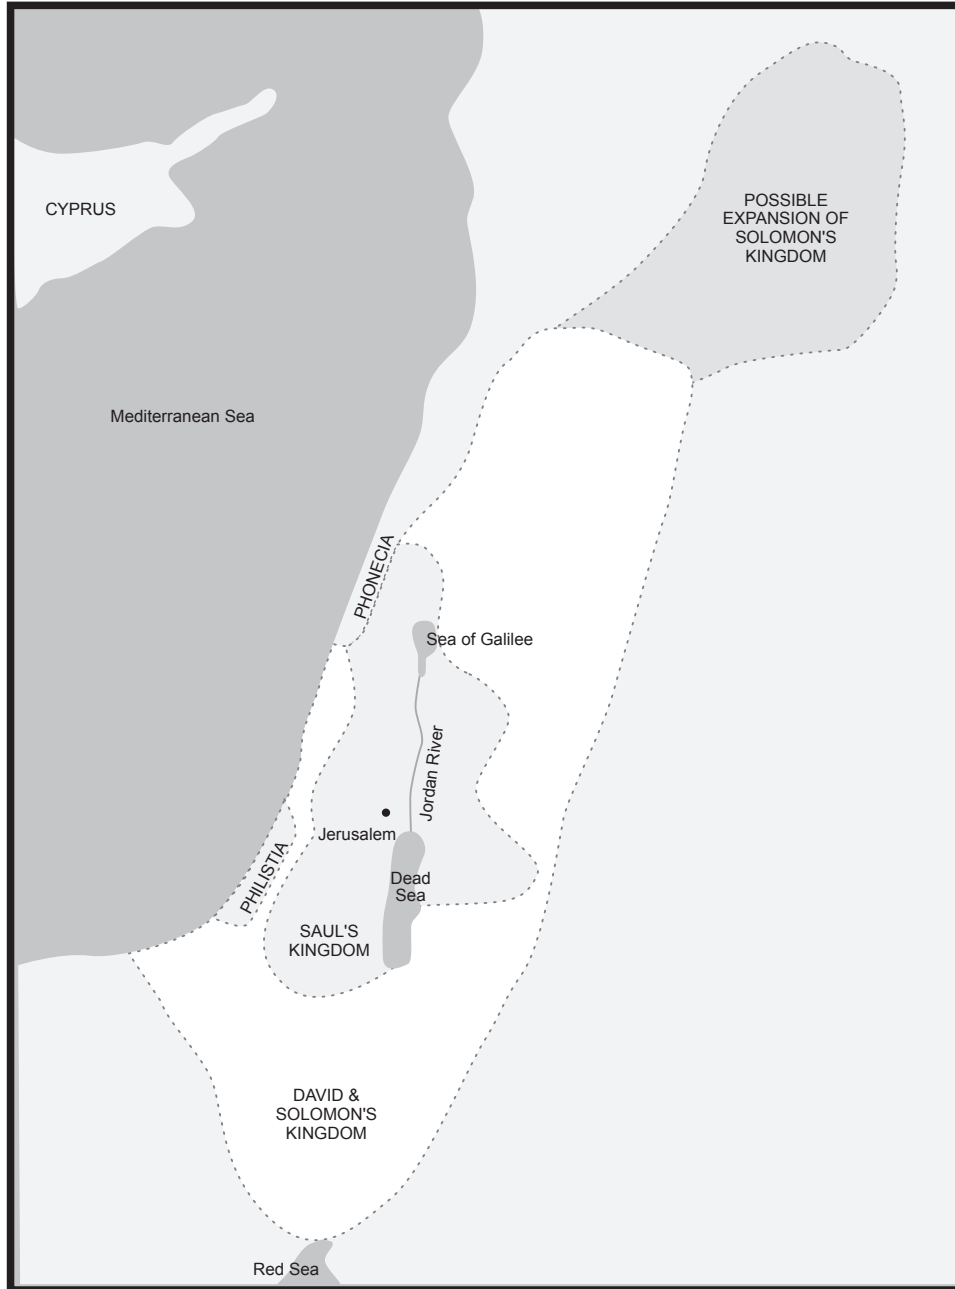 CYPRUS
POSSIBLE
EXPANSION OF
SOLOMON'S
KINGDOM
Mediterranean Sea
PHONECIA
Sea of Galilee
Jordan River
Jerusalem
PHILISTIA
Dead
Sea
SAUL'S
KINGDOM
DAVID &
SOLOMON'S
KINGDOM
Red Sea